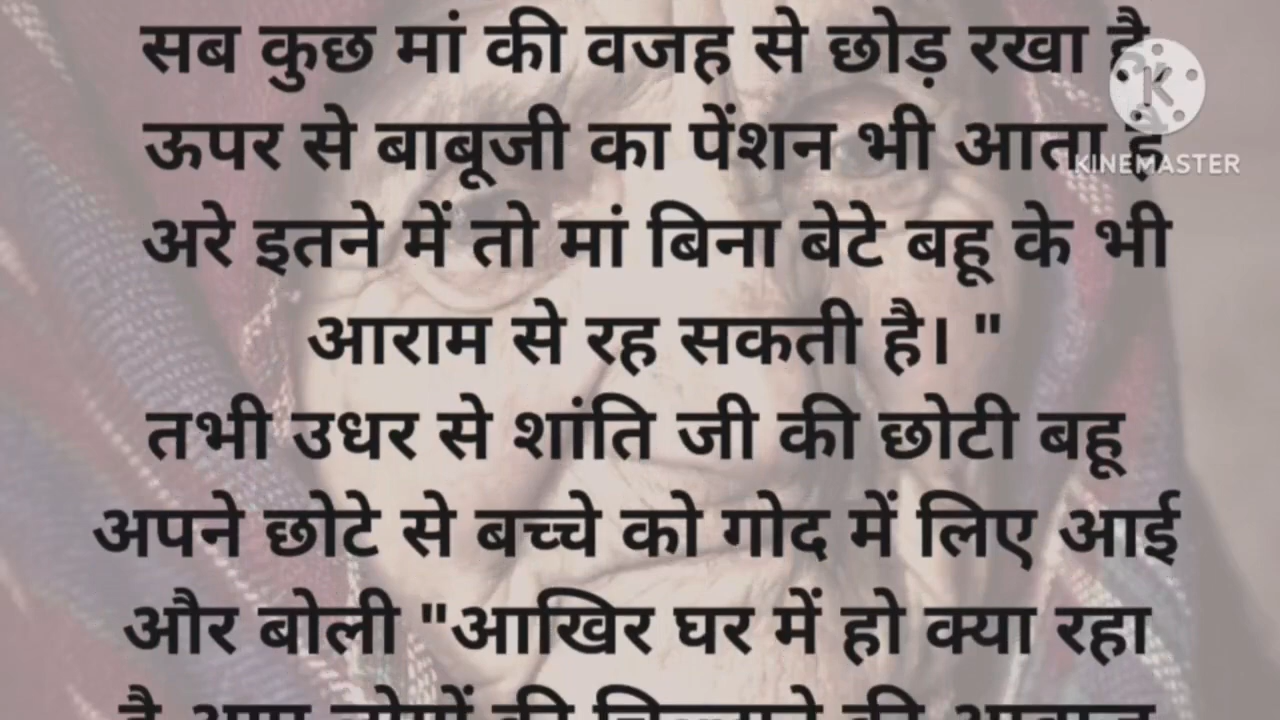 सब कुछ मां की वजह से छोड़ रखा है
ऊपर से बाबूजी का पेंशन भी आता है
KINEMASTER
अरे इतने में तो मां बिना बेटे बहू के भी
आराम से रह सकती है। "
तभी उधर से शांति जी की छोटी बहू
अपने छोटे से बच्चे को गोद में लिए आई
और बोली "आखिर घर में हो क्या रहा